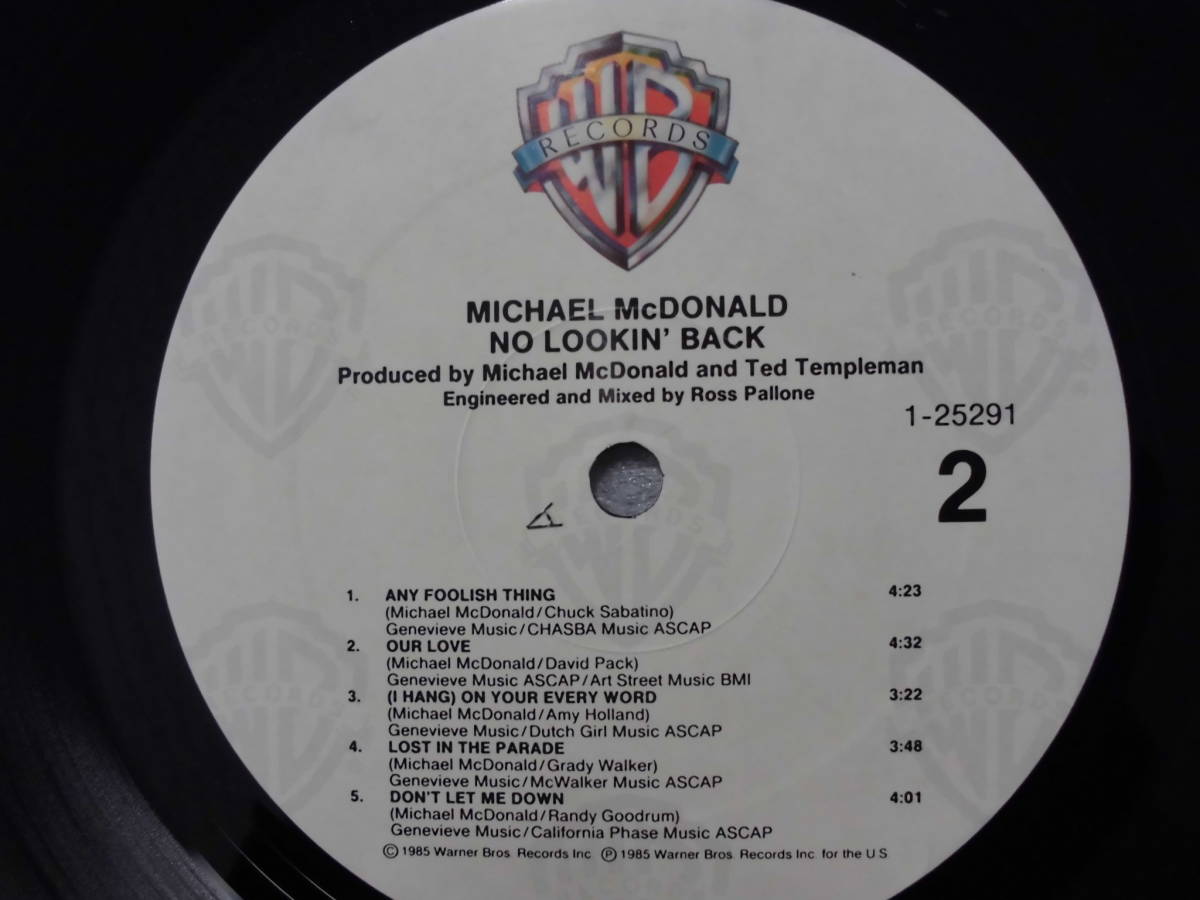 WB
RECORDS
MICHAEL McDONALD
NO LOOKIN' BACK
Produced by Michael McDonald and Ted Templeman
Engineered and Mixed by Ross Pallone
1-25291
2
1. ANY FOOLISH THING 4:23
(Michael McDonald/Chuck Sabatino)
Genevieve Music/CHASBA Music ASCAP
2. OUR LOVE 4:32
(Michael McDonald/David Pack)
Genevieve Music ASCAP/Art Street Music BMI
3. (I HANG) ON YOUR EVERY WORD 3:22
(Michael McDonald/Amy Holland)
Genevieve Music/Dutch Girl Music ASCAP
4. LOST IN THE PARADE 3:48
(Michael McDonald/Grady Walker)
Genevieve Music/McWalker Music ASCAP
5. DON'T LET ME DOWN 4:01
(Michael McDonald/Randy Goodrum)
Genevieve Music/California Phase Music ASCAP
© 1985 Warner Bros. Records Inc. ℗ 1985 Warner Bros. Records Inc. for the U.S.